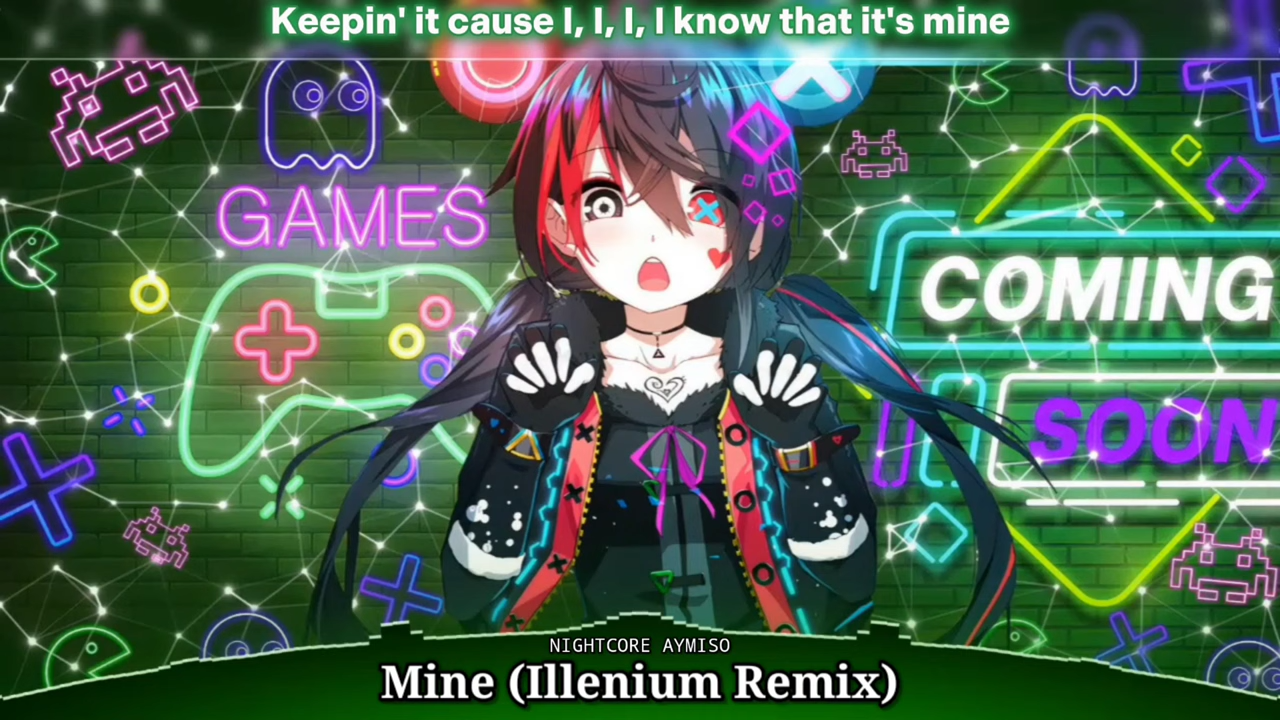 Keepin' it cause I, I, I, I know that it's mine
GAMES
COMING
SOON
NIGHTCORE AYMISO
Mine (Illenium Remix)